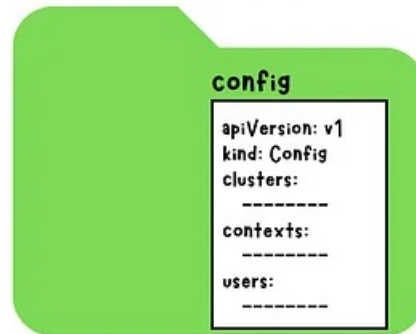 config
apiVersion: v1
kind: Config
clusters:
--------
contexts:
--------
users:
--------